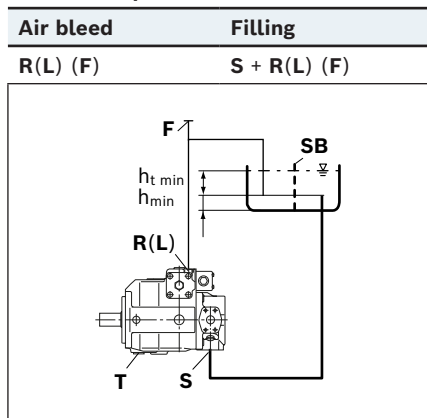 Air bleed Filling
R(L) (F) S + R(L) (F)
F
SB
ht min
hmin
R(L)
T S